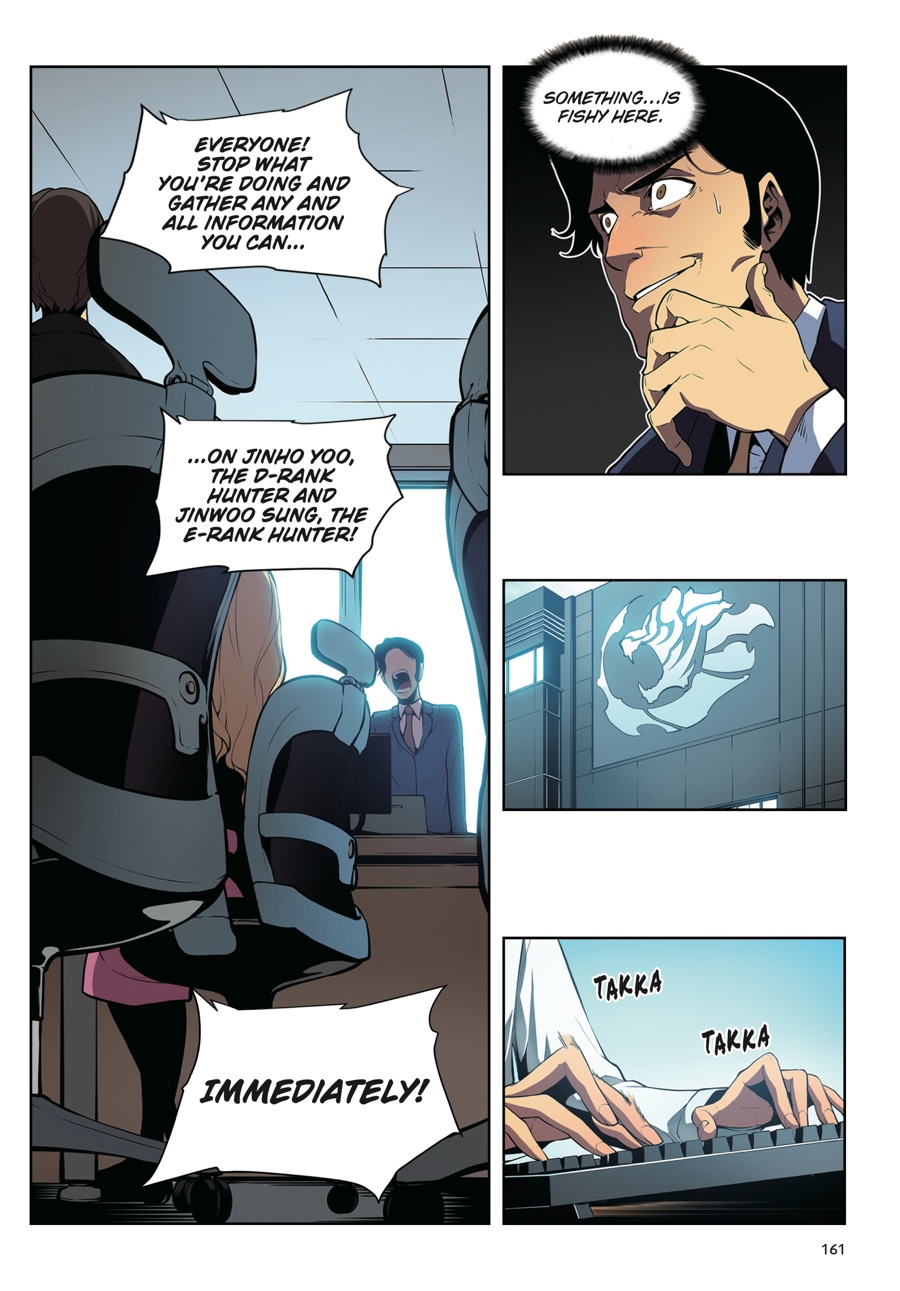 EVERYONE!
STOP WHAT
YOU'RE DOING AND
GATHER ANY AND
ALL INFORMATION
YOU CAN...
...ON JINHO YOO,
THE D-RANK
HUNTER AND
JINWOO SUNG, THE
E-RANK HUNTER!
IMMEDIATELY!
SOMETHING...IS
FISHY HERE.
TAKKA
TAKKA
161